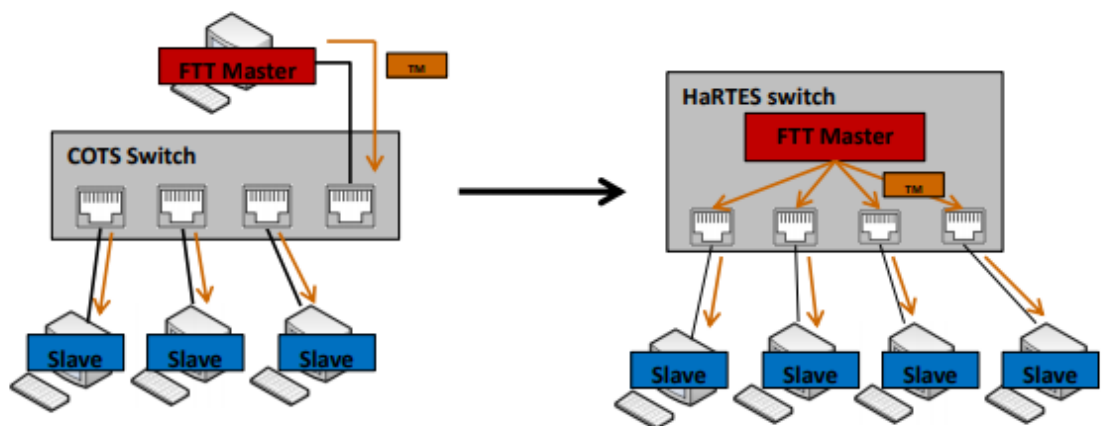 FTT Master
TM
COTS Switch
Slave
Slave
Slave
HaRTES switch
FTT Master
TM
Slave
Slave
Slave
Slave